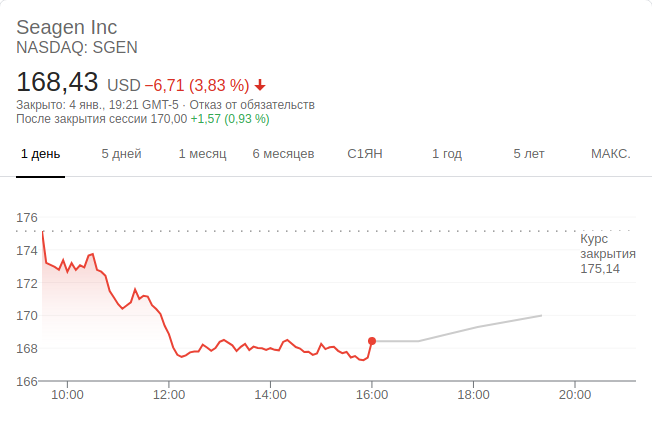 Seagen Inc
NASDAQ: SGEN
168,43 USD −6,71 (3,83 %)
Закрыто: 4 янв., 19:21 GMT-5 · Отказ от обязательств
После закрытия сессии 170,00 +1,57 (0,93 %)
1 день 5 дней 1 месяц 6 месяцев С1ЯН 1 год 5 лет МАКС.
176
Курс
закрытия
175,14
174
172
170
168
166
10:00 12:00 14:00 16:00 18:00 20:00